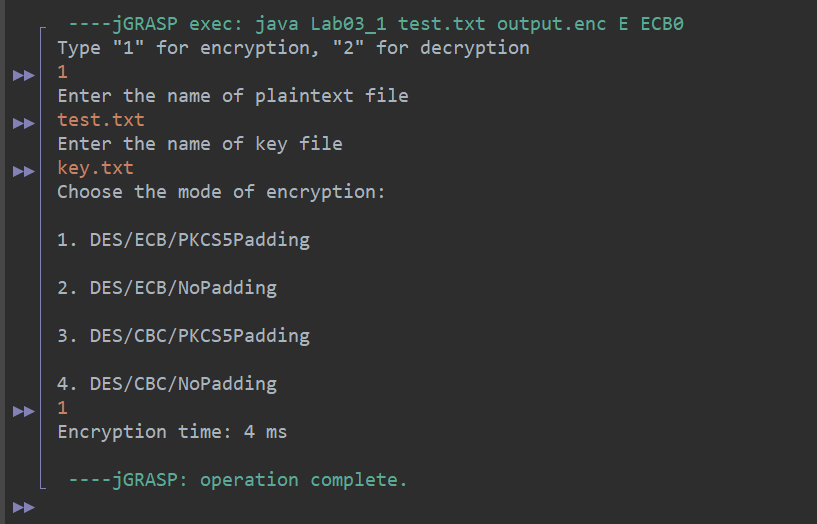 ----jGRASP exec: java Lab03_1 test.txt output.enc E ECB0
Type "1" for encryption, "2" for decryption
1
Enter the name of plaintext file
test.txt
Enter the name of key file
key.txt
Choose the mode of encryption:
1. DES/ECB/PKCS5Padding
2. DES/ECB/NoPadding
3. DES/CBC/PKCS5Padding
4. DES/CBC/NoPadding
1
Encryption time: 4 ms
----jGRASP: operation complete.